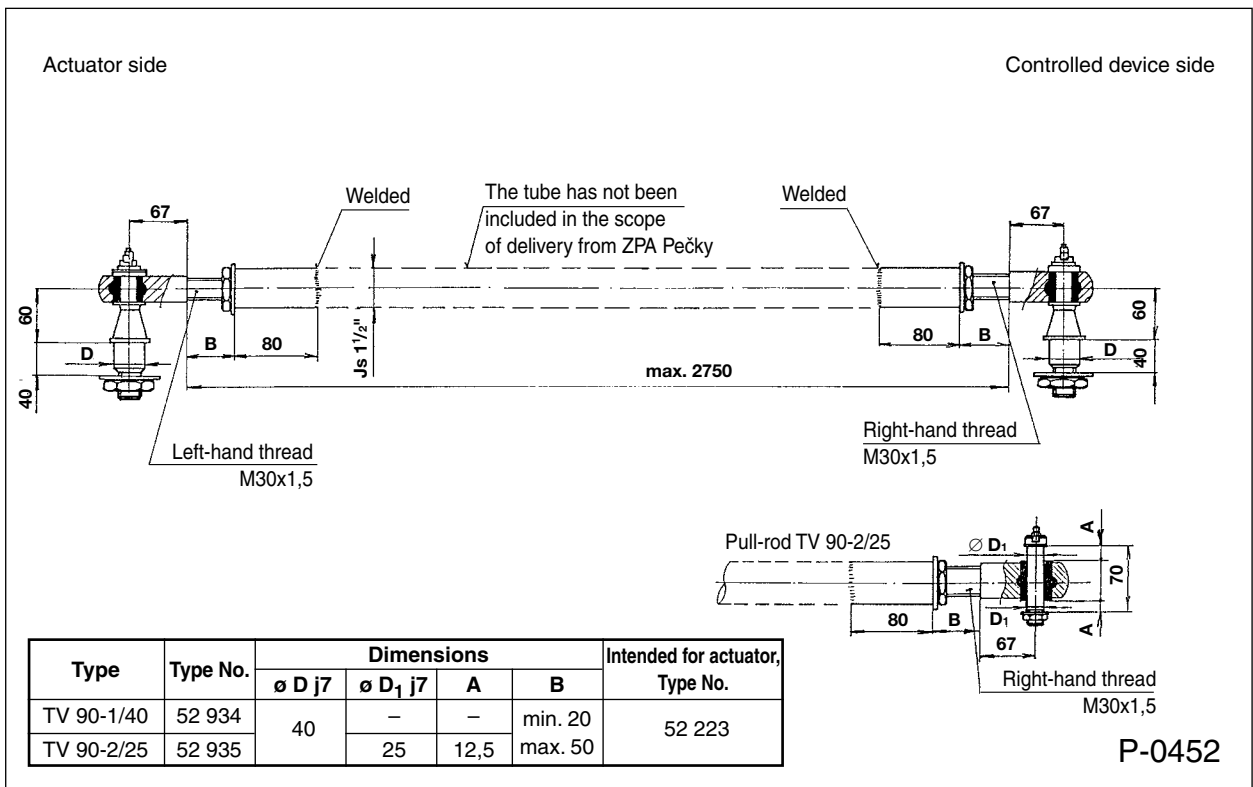 Actuator side
Controlled device side
Welded
The tube has not been
included in the scope
of delivery from ZPA Pečky
Welded
67
67
60
D
40
B
80
Js 1 1/2"
80
B
60
D
40
max. 2750
Left-hand thread
M30x1,5
Right-hand thread
M30x1,5
Pull-rod TV 90-2/25
Ø D1
A
70
80
B
D1
A
67
Right-hand thread
M30x1,5
Type
Type No.
Dimensions
Intended for actuator,
Type No.
ø D j7
ø D1 j7
A
B
TV 90-1/40 52 934 40 – – min. 20 52 223
TV 90-2/25 52 935 25 12,5 max. 50
P-0452